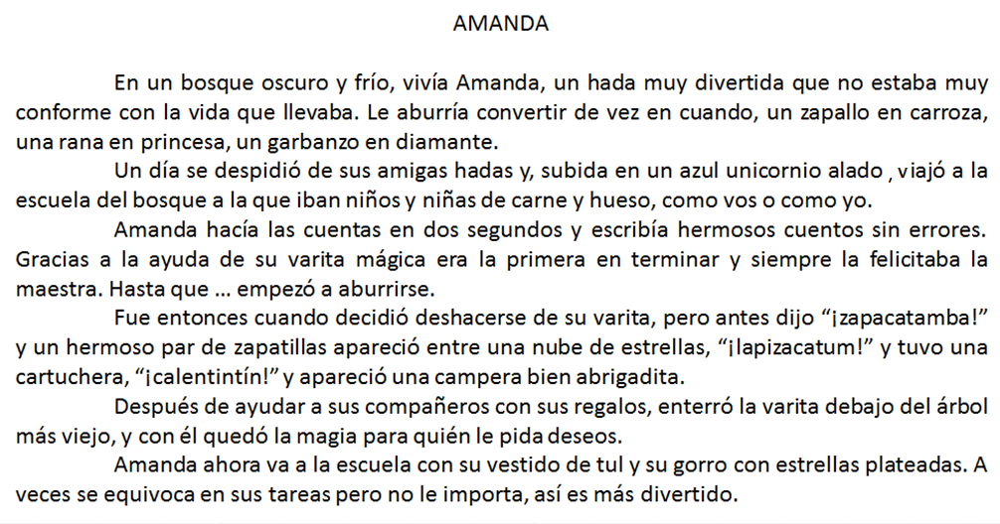 AMANDA
En un bosque oscuro y frío, vivía Amanda, un hada muy divertida que no estaba muy
conforme con la vida que llevaba. Le aburría convertir de vez en cuando, un zapallo en carroza,
una rana en princesa, un garbanzo en diamante.
Un día se despidió de sus amigas hadas y, subida en un azul unicornio alado , viajó a la
escuela del bosque a la que iban niños y niñas de carne y hueso, como vos o como yo.
Amanda hacía las cuentas en dos segundos y escribía hermosos cuentos sin errores.
Gracias a la ayuda de su varita mágica era la primera en terminar y siempre la felicitaba la
maestra. Hasta que … empezó a aburrirse.
Fue entonces cuando decidió deshacerse de su varita, pero antes dijo “¡zapacatamba!”
y un hermoso par de zapatillas apareció entre una nube de estrellas, “¡lapizacatum!” y tuvo una
cartuchera, “¡calentintín!” y apareció una campera bien abrigadita.
Después de ayudar a sus compañeros con sus regalos, enterró la varita debajo del árbol
más viejo, y con él quedó la magia para quién le pida deseos.
Amanda ahora va a la escuela con su vestido de tul y su gorro con estrellas plateadas. A
veces se equivoca en sus tareas pero no le importa, así es más divertido.